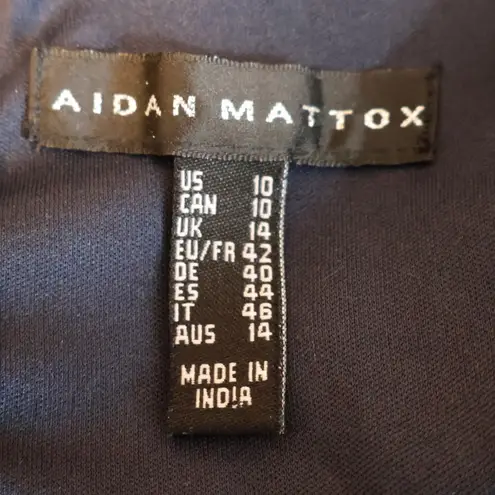 AIDAN MATTOX
US 10
CAN 10
UK 14
EU/FR 42
DE 40
ES 44
IT 46
AUS 14
MADE IN
INDIA